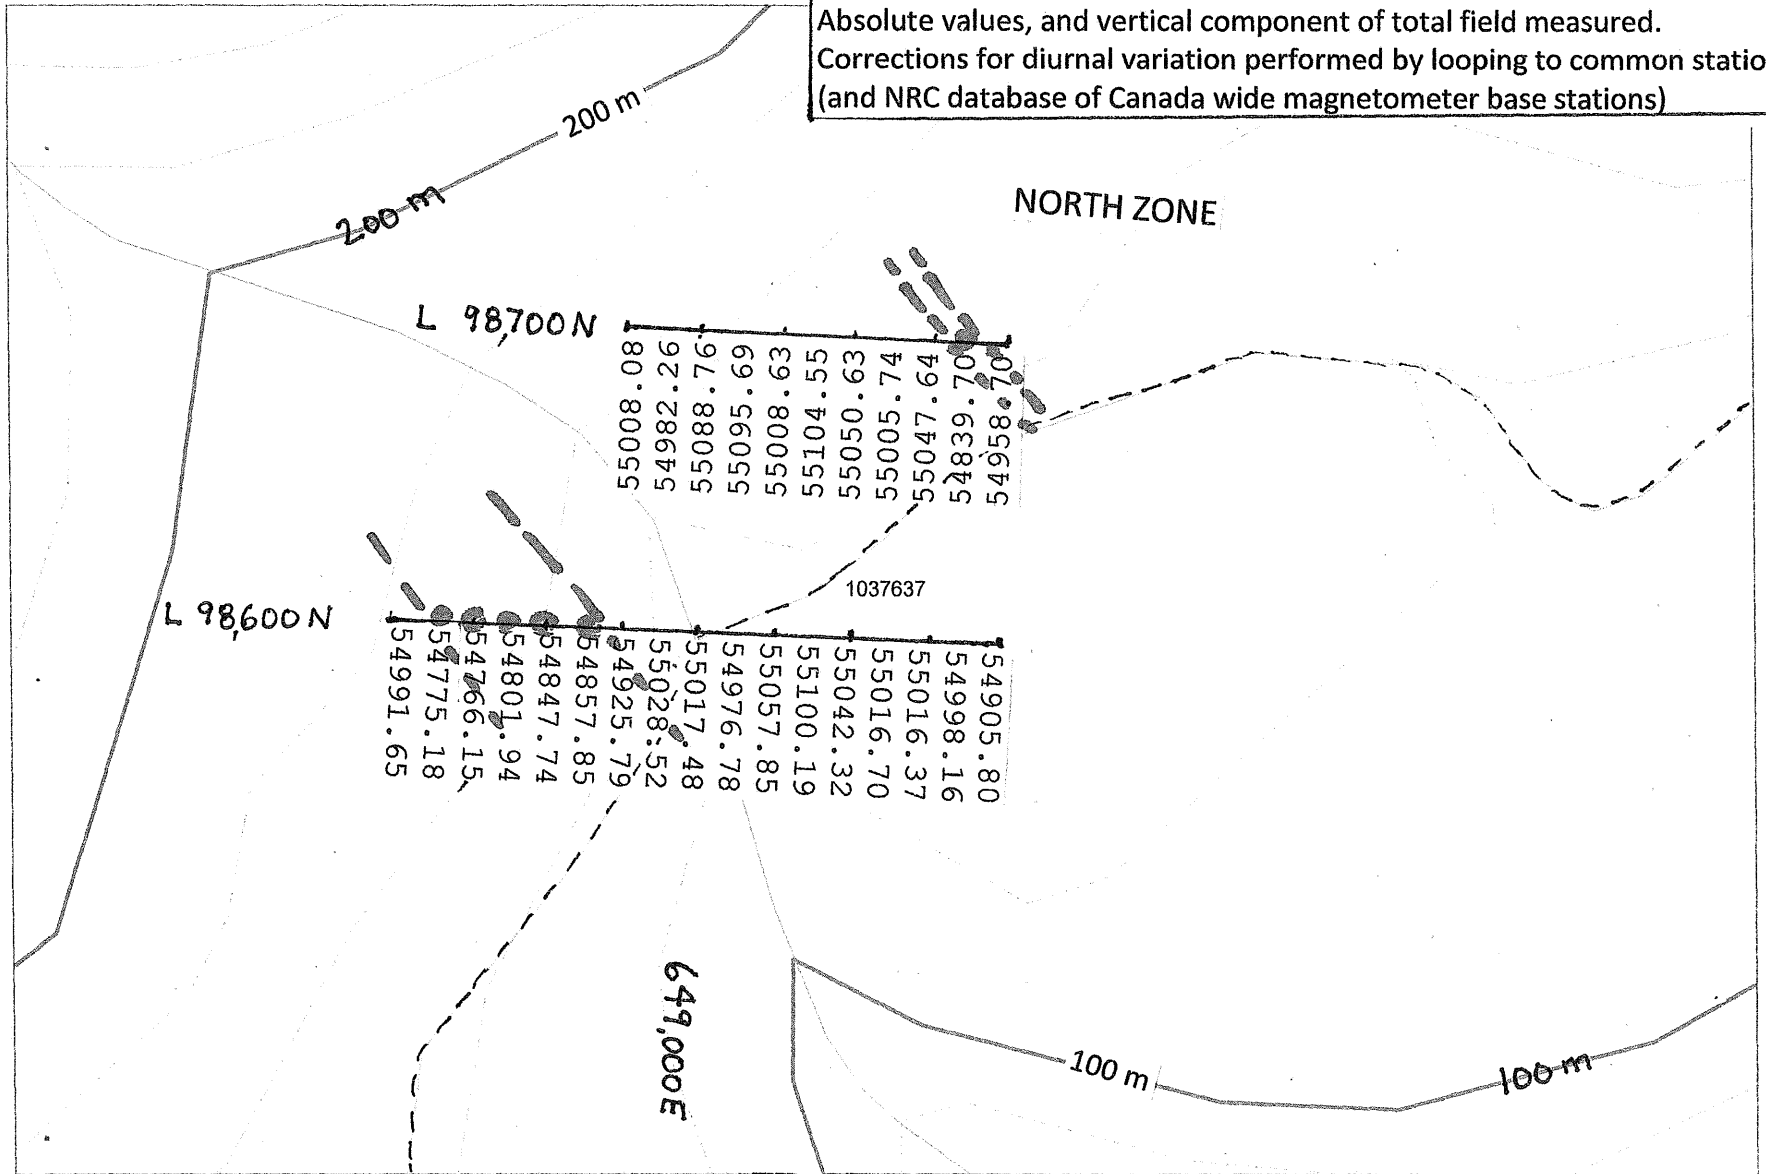 Absolute values, and vertical component of total field measured.
Corrections for diurnal variation performed by looping to common statio
(and NRC database of Canada wide magnetometer base stations)
200 m
200 m
NORTH ZONE
L 98,700N
55008.08
54982.26
55088.76
55095.69
55008.63
55104.55
55050.63
55005.74
55047.64
54839.70
54958.70
1037637
L 98,600N
54991.65
54775.18
54766.15
54801.94
54847.74
54857.85
54925.79
55028.52
55017.48
54976.78
55057.85
55100.19
55042.32
55016.70
55016.37
54998.16
54905.80
649,000E
100 m
100 m